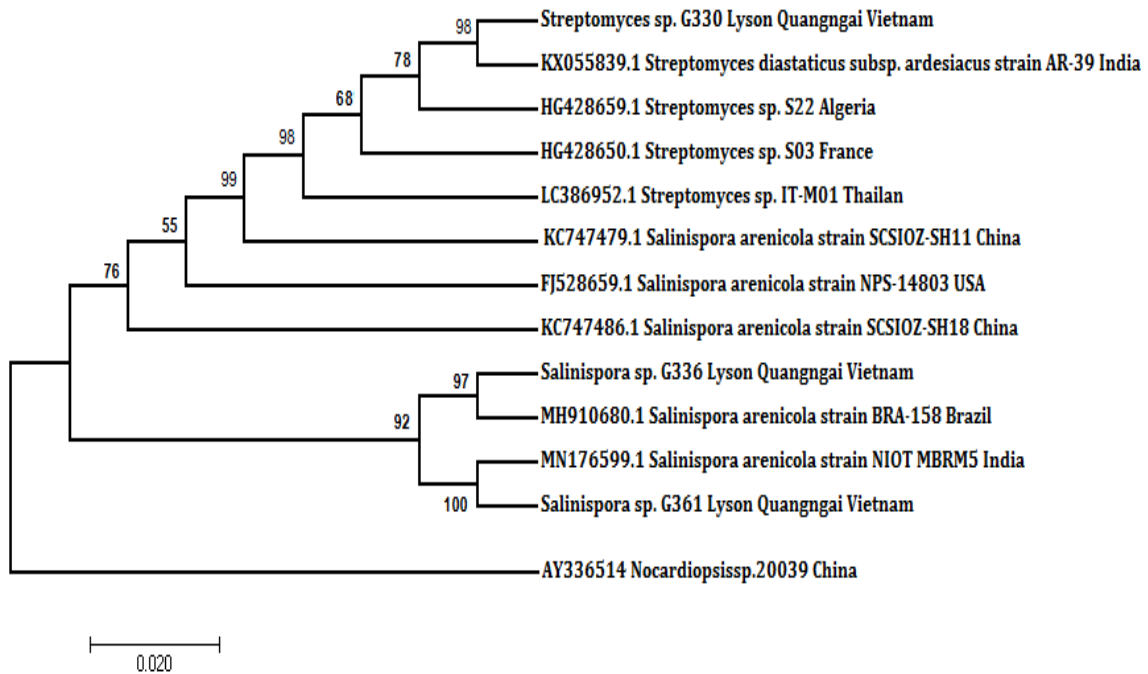 98
Streptomyces sp. G330 Lyson Quangngai Vietnam
78
KX055839.1 Streptomyces diastaticus subsp. ardesiacus strain AR-39 India
68
HG428659.1 Streptomyces sp. S22 Algeria
98
HG428650.1 Streptomyces sp. S03 France
99
LC386952.1 Streptomyces sp. IT-M01 Thailan
55
KC747479.1 Salinispora arenicola strain SCSIOZ-SH11 China
76
FJ528659.1 Salinispora arenicola strain NPS-14803 USA
KC747486.1 Salinispora arenicola strain SCSIOZ-SH18 China
97
Salinispora sp. G336 Lyson Quangngai Vietnam
92
MH910680.1 Salinispora arenicola strain BRA-158 Brazil
MN176599.1 Salinispora arenicola strain NIOT MBRM5 India
100
Salinispora sp. G361 Lyson Quangngai Vietnam
AY336514 Nocardiopsissp.20039 China
0.020